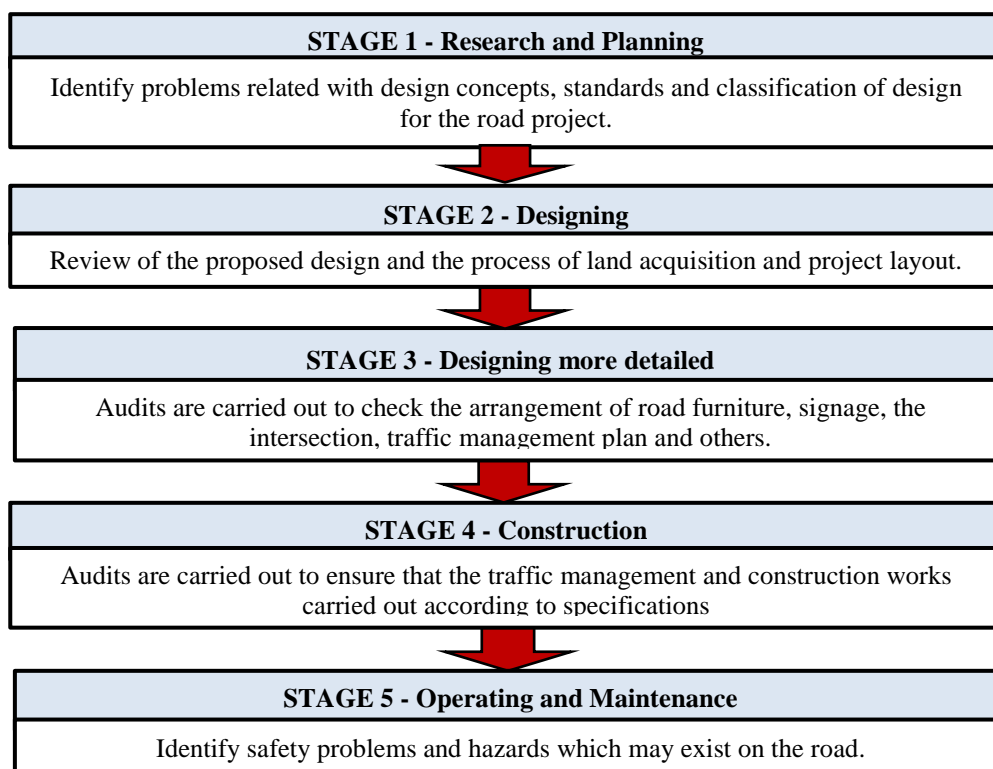 STAGE 1 - Research and Planning
Identify problems related with design concepts, standards and classification of design
for the road project.
STAGE 2 - Designing
Review of the proposed design and the process of land acquisition and project layout.
STAGE 3 - Designing more detailed
Audits are carried out to check the arrangement of road furniture, signage, the
intersection, traffic management plan and others.
STAGE 4 - Construction
Audits are carried out to ensure that the traffic management and construction works
carried out according to specifications
STAGE 5 - Operating and Maintenance
Identify safety problems and hazards which may exist on the road.